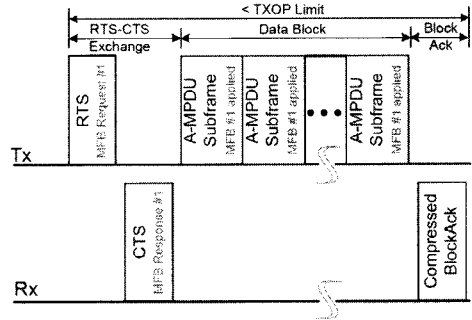 < TXOP Limit
RTS-CTS
Exchange
Data Block
Block
Ack
RTS
MFB Request #1
A-MPDU
Subframe
MFB #1 applied
A-MPDU
Subframe
MFB #1 applied
•••
A-MPDU
Subframe
MFB #1 applied
Tx
CTS
MFB Response #1
Compressed
BlockAck
Rx